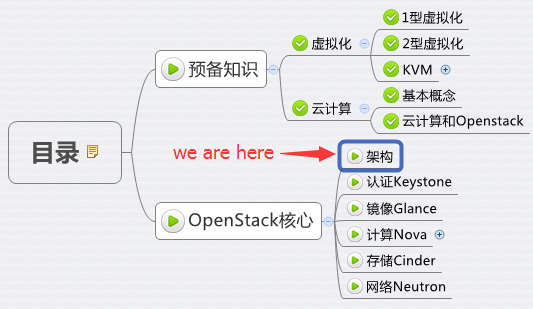 目录
预备知识
虚拟化
1型虚拟化
2型虚拟化
KVM
云计算
基本概念
云计算和Openstack
we are here
OpenStack核心
架构
认证Keystone
镜像Glance
计算Nova
存储Cinder
网络Neutron